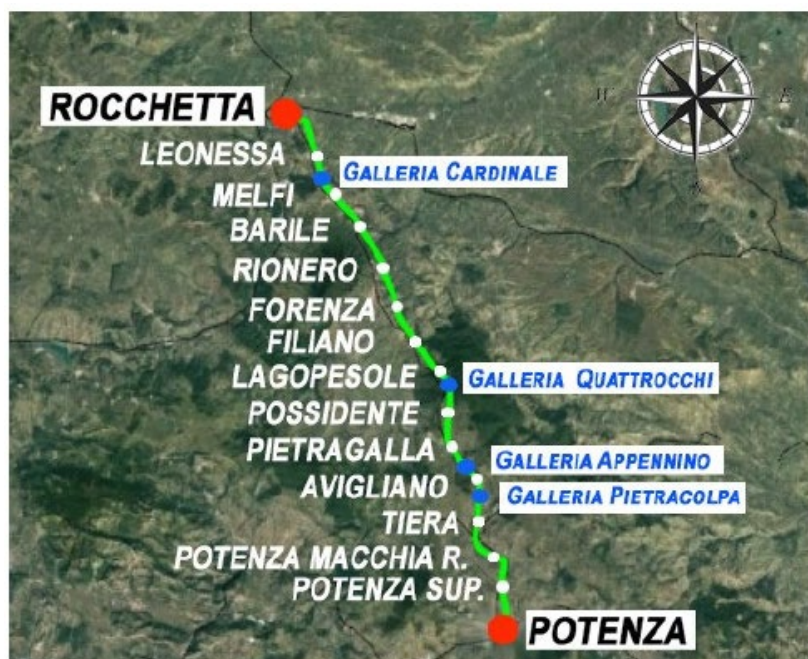 ROCCHETTA
W
E
LEONESSA
GALLERIA CARDINALE
MELFI
BARILE
RIONERO
FORENZA
FILIANO
LAGOPESOLE
GALLERIA QUATTROCCHI
POSSIDENTE
PIETRAGALLA
GALLERIA APPENNINO
AVIGLIANO
GALLERIA PIETRACOLPA
TIERA
POTENZA MACCHIA R.
POTENZA SUP.
POTENZA